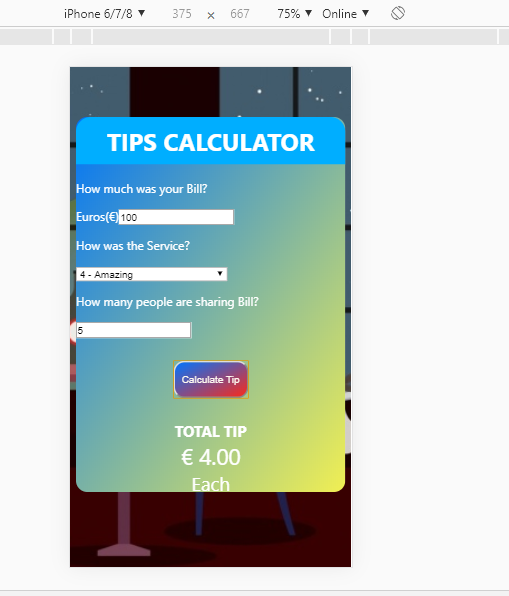 iPhone 6/7/8 ▼ 375 × 667 75% ▼ Online ▼
TIPS CALCULATOR
How much was your Bill?
Euros(€) 100
How was the Service?
4 - Amazing
How many people are sharing Bill?
5
Calculate Tip
TOTAL TIP
€ 4.00
Each